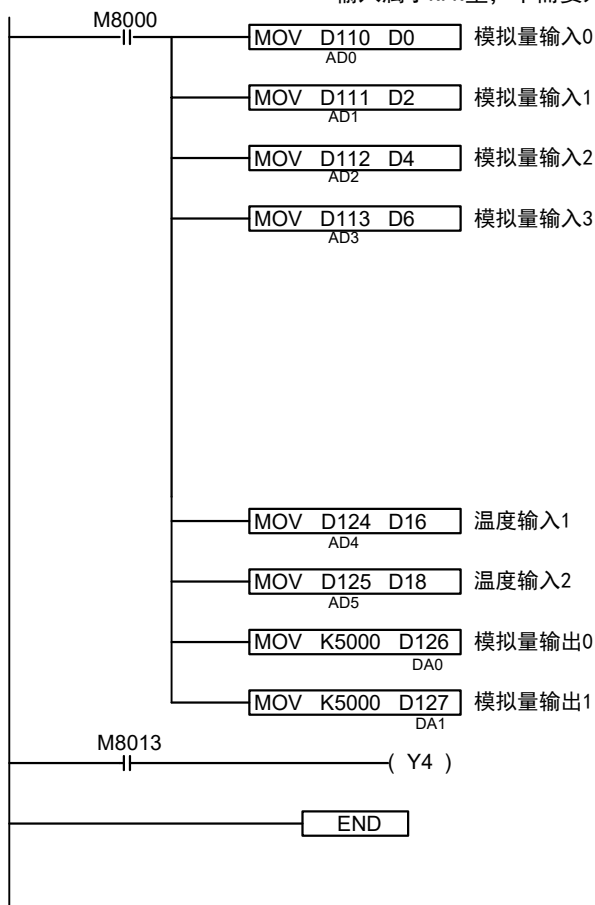 M8000
MOV D110 D0 模拟量输入0
AD0
MOV D111 D2 模拟量输入1
AD1
MOV D112 D4 模拟量输入2
AD2
MOV D113 D6 模拟量输入3
AD3
MOV D124 D16 温度输入1
AD4
MOV D125 D18 温度输入2
AD5
MOV K5000 D126 模拟量输出0
DA0
MOV K5000 D127 模拟量输出1
DA1
M8013
( Y4 )
END